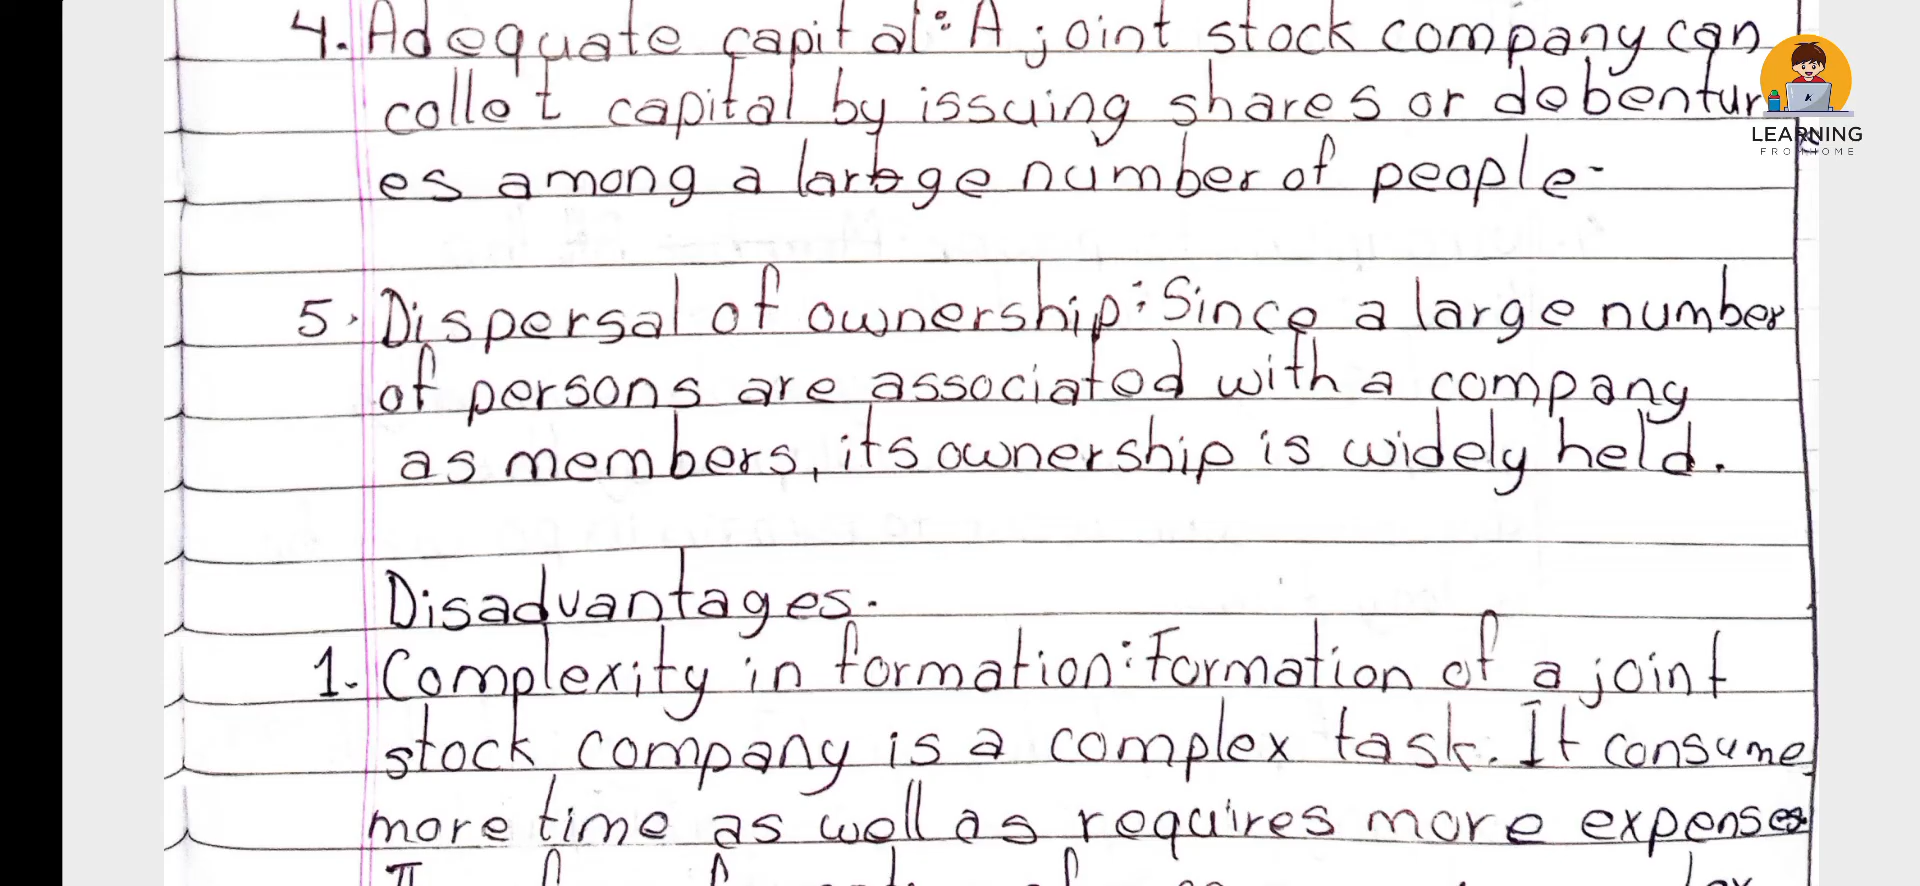 4. Adequate capital: A joint stock company can
collet capital by issuing shares or debentur
es among a large number of people-
5. Dispersal of ownership: Since a large number
of persons are associated with a company
as members, its ownership is widely held.
Disadvantages.
1. Complexity in formation: Formation of a joint
stock company is a complex task. It consume
more time as well as requires more expenses
LEARNING
FROM HOME